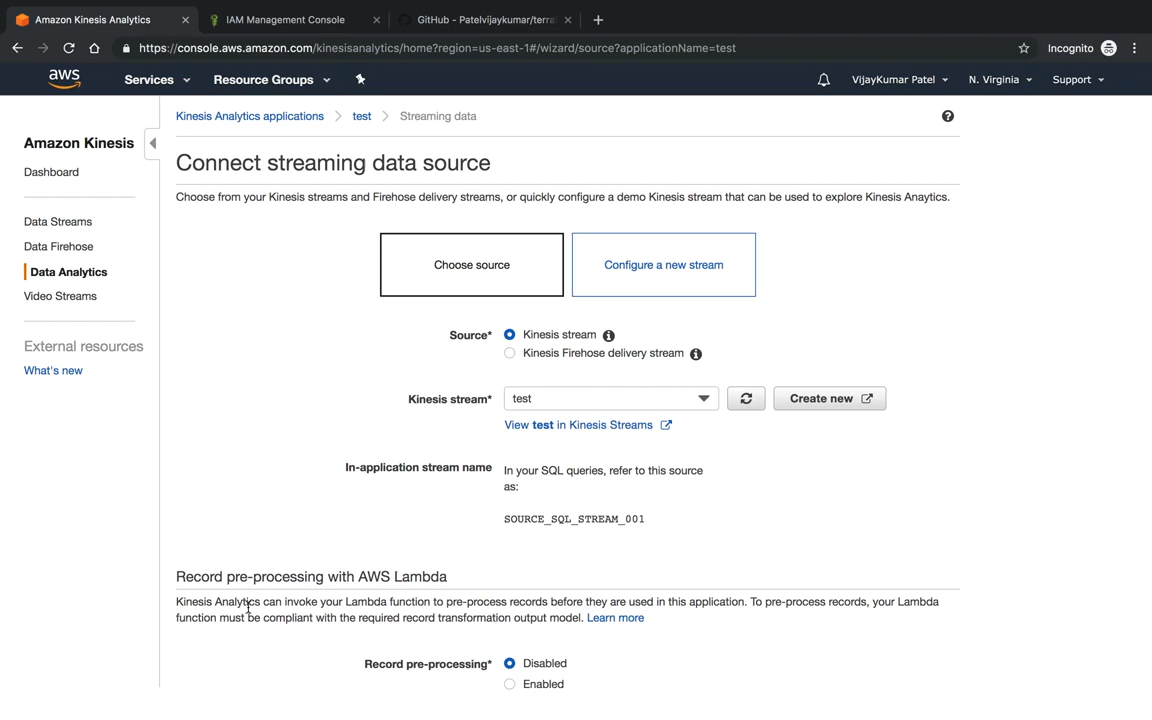 Amazon Kinesis Analytics
IAM Management Console
GitHub - Patelvijaykumar/terra
https://console.aws.amazon.com/kinesisanalytics/home?region=us-east-1#/wizard/source?applicationName=test
Incognito
aws
Services
Resource Groups
VijayKumar Patel
N. Virginia
Support
Amazon Kinesis
Dashboard
Data Streams
Data Firehose
Data Analytics
Video Streams
External resources
What's new
Kinesis Analytics applications
test
Streaming data
Connect streaming data source
Choose from your Kinesis streams and Firehose delivery streams, or quickly configure a demo Kinesis stream that can be used to explore Kinesis Anaytics.
Choose source
Configure a new stream
Source*
Kinesis stream
Kinesis Firehose delivery stream
Kinesis stream*
test
Create new
View test in Kinesis Streams
In-application stream name
In your SQL queries, refer to this source
as:
SOURCE_SQL_STREAM_001
Record pre-processing with AWS Lambda
Kinesis Analytics can invoke your Lambda function to pre-process records before they are used in this application. To pre-process records, your Lambda
function must be compliant with the required record transformation output model. Learn more
Record pre-processing*
Disabled
Enabled